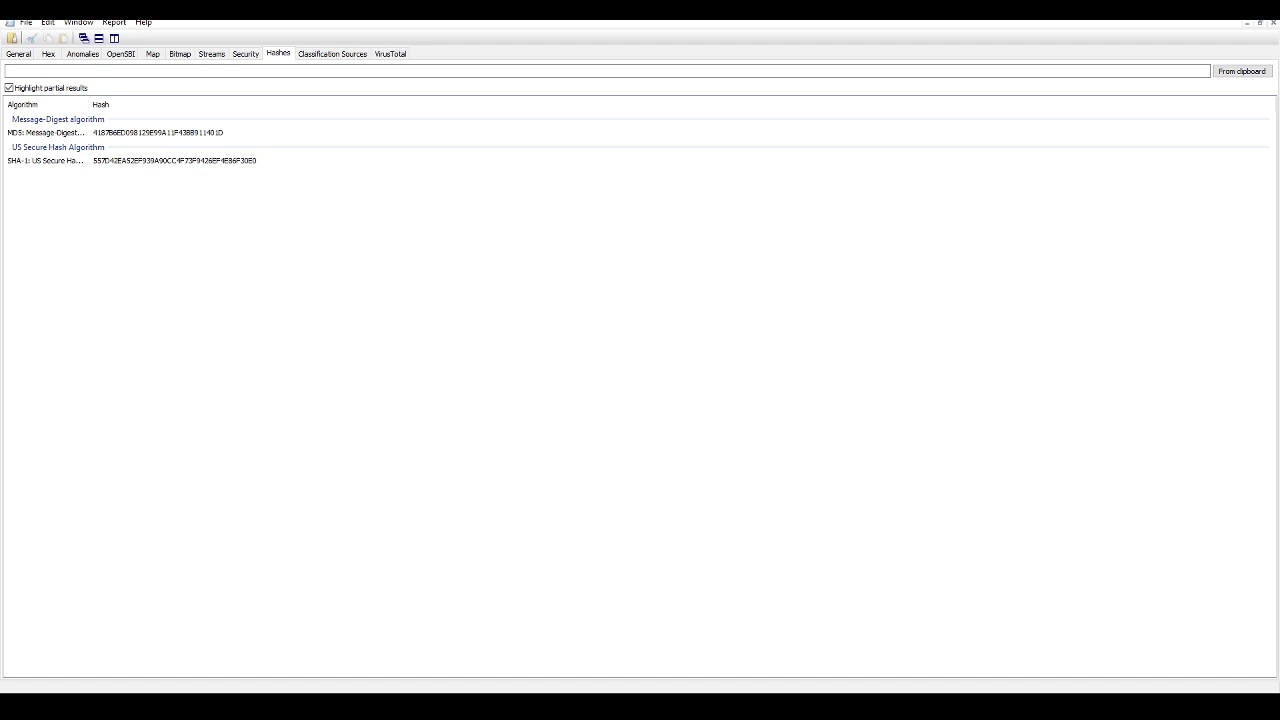 File Edit Window Report Help
General Hex Anomalies OpenSBI Map Bitmap Streams Security Hashes Classification Sources VirusTotal
From clipboard
Highlight partial results
Algorithm Hash
Message-Digest algorithm
MD5: Message-Digest... 4187B6ED098129E99A11F43BB911401D
US Secure Hash Algorithm
SHA-1: US Secure Ha... 557D42EA52EF939A90CC4F73F9426EF4E86F30E0